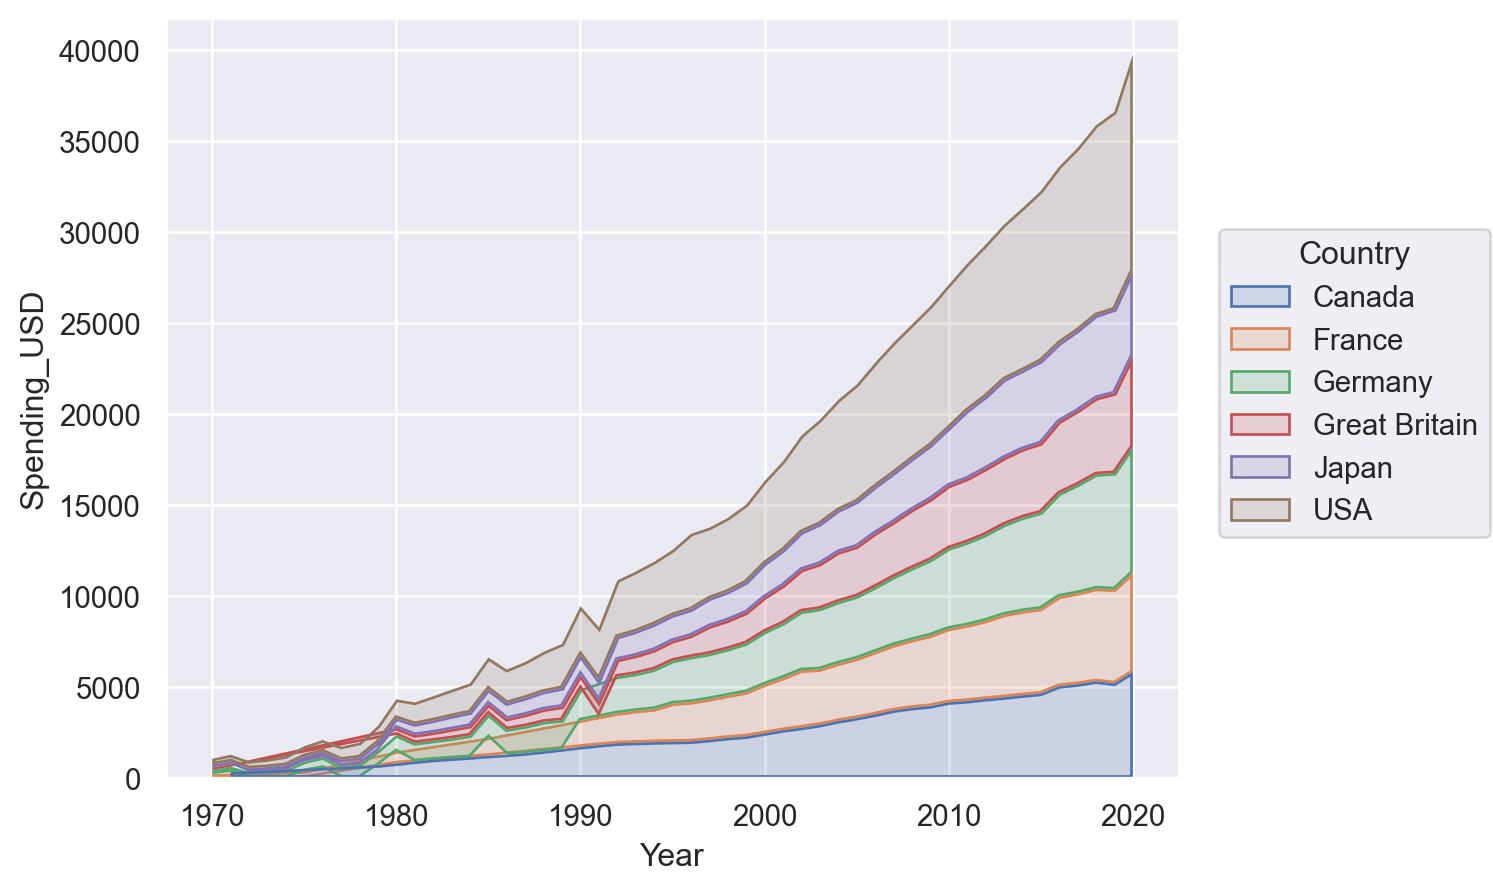 40000
35000
30000
25000
20000
15000
10000
5000
0
Spending_USD
1970 1980 1990 2000 2010 2020
Year
Country
Canada
France
Germany
Great Britain
Japan
USA